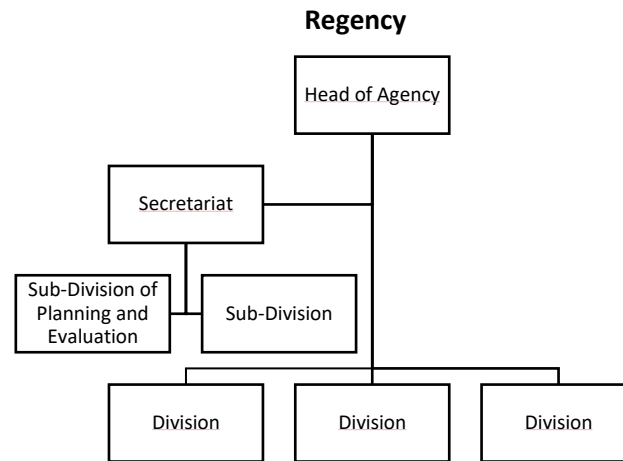 Regency
Head of Agency
Secretariat
Sub-Division of
Planning and
Evaluation
Sub-Division
Division
Division
Division